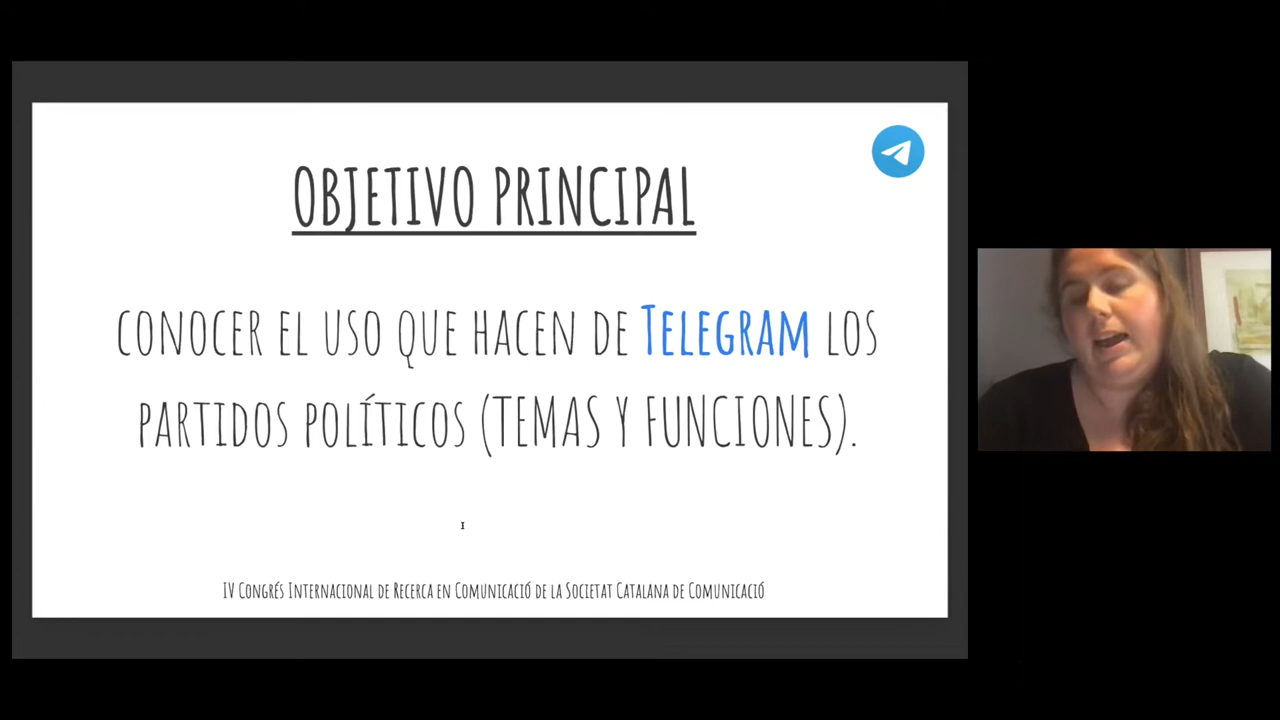 OBJETIVO PRINCIPAL
CONOCER EL USO QUE HACEN DE TELEGRAM LOS
PARTIDOS POLÍTICOS (TEMAS Y FUNCIONES).
IV CONGRÉS INTERNACIONAL DE RECERCA EN COMUNICACIÓ DE LA SOCIETAT CATALANA DE COMUNICACIÓ